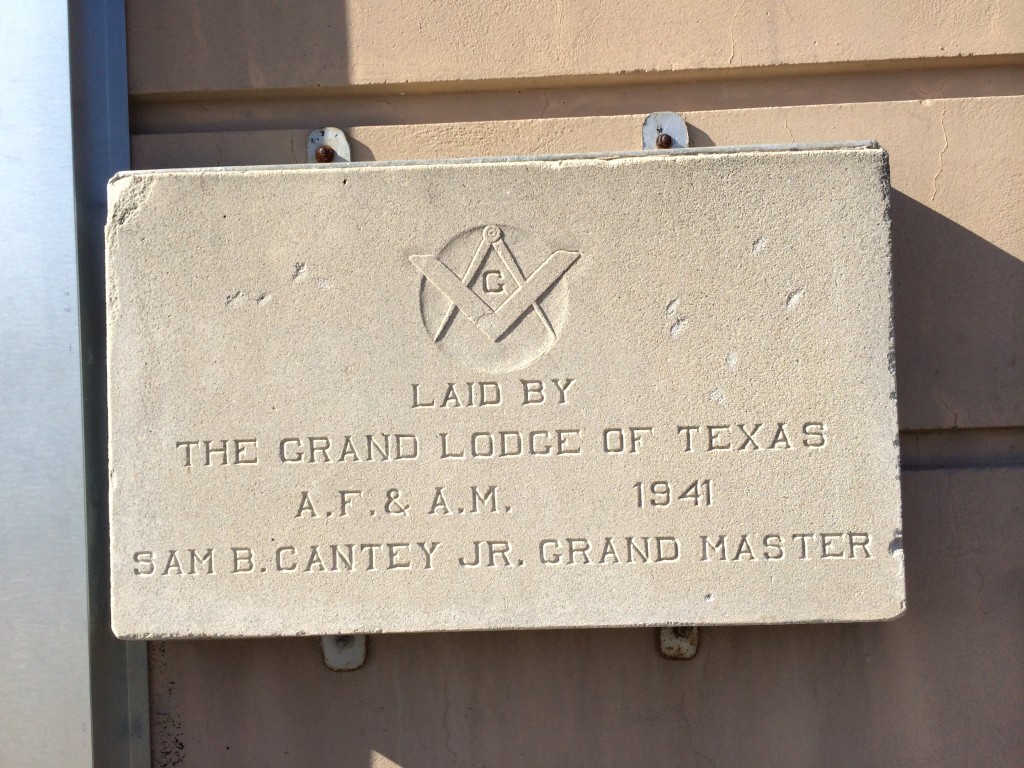 G
LAID BY
THE GRAND LODGE OF TEXAS
A.F. & A.M. 1941
SAM B. CANTEY JR. GRAND MASTER